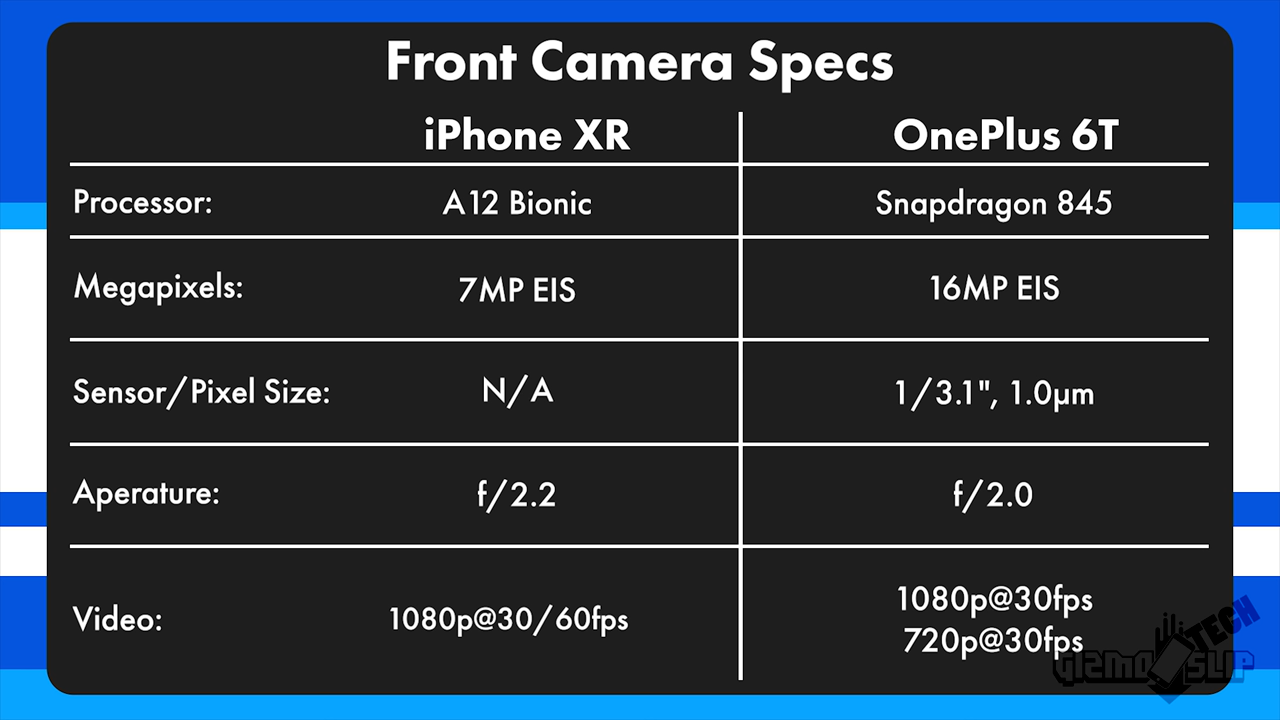 Front Camera Specs
iPhone XR OnePlus 6T
Processor: A12 Bionic Snapdragon 845
Megapixels: 7MP EIS 16MP EIS
Sensor/Pixel Size: N/A 1/3.1", 1.0µm
Aperature: f/2.2 f/2.0
Video: 1080p@30/60fps 1080p@30fps
720p@30fps
TECH
GIZMO SLIP